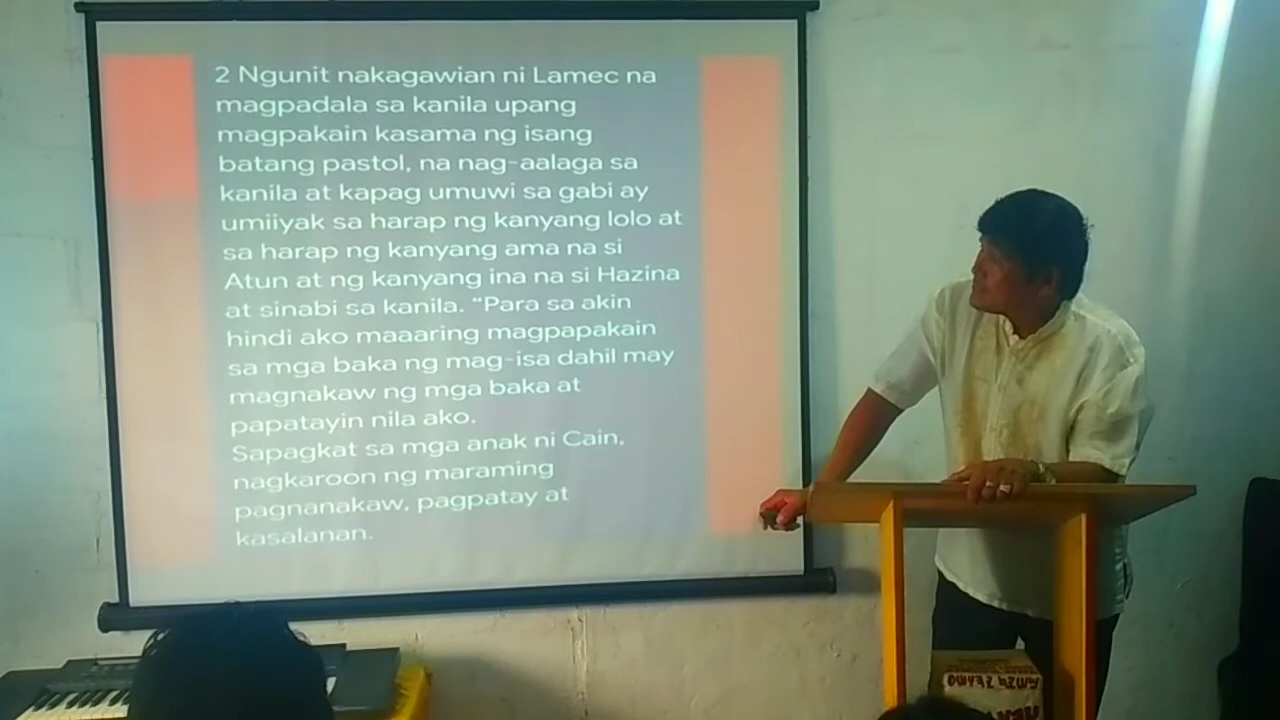 2 Ngunit nakagawian ni Lamec na
magpadala sa kanila upang
magpakain kasama ng isang
batang pastol, na nag-aalaga sa
kanila at kapag umuwi sa gabi ay
umiiyak sa harap ng kanyang lolo at
sa harap ng kanyang ama na si
Atun at ng kanyang ina na si Hazina
at sinabi sa kanila. “Para sa akin
hindi ako maaaring magpapakain
sa mga baka ng mag-isa dahil may
magnakaw ng mga baka at
papatayin nila ako.
Sapagkat sa mga anak ni Cain,
nagkaroon ng maraming
pagnanakaw, pagpatay at
kasalanan.